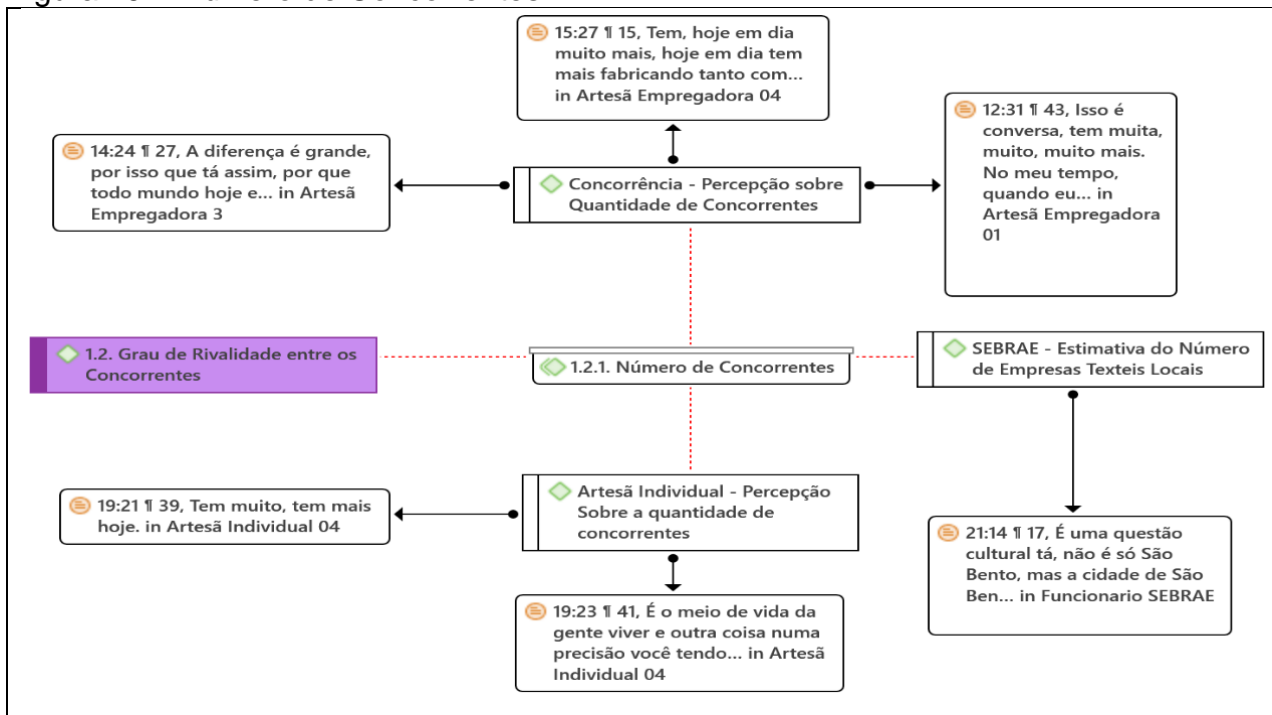 15:27 ¶ 15, Tem, hoje em dia
muito mais, hoje em dia tem
mais fabricando tanto com...
in Artesã Empregadora 04
14:24 ¶ 27, A diferença é grande,
por isso que tá assim, por que
todo mundo hoje e... in Artesã
Empregadora 3
Concorrência - Percepção sobre
Quantidade de Concorrentes
12:31 ¶ 43, Isso é
conversa, tem muita,
muito, muito mais.
No meu tempo,
quando eu... in
Artesã Empregadora
01
1.2. Grau de Rivalidade entre os
Concorrentes
1.2.1. Número de Concorrentes
SEBRAE - Estimativa do Número
de Empresas Texteis Locais
19:21 ¶ 39, Tem muito, tem mais
hoje. in Artesã Individual 04
Artesã Individual - Percepção
Sobre a quantidade de
concorrentes
21:14 ¶ 17, É uma questão
cultural tá, não é só São
Bento, mas a cidade de São
Ben... in Funcionario SEBRAE
19:23 ¶ 41, É o meio de vida da
gente viver e outra coisa numa
precisão você tendo... in Artesã
Individual 04